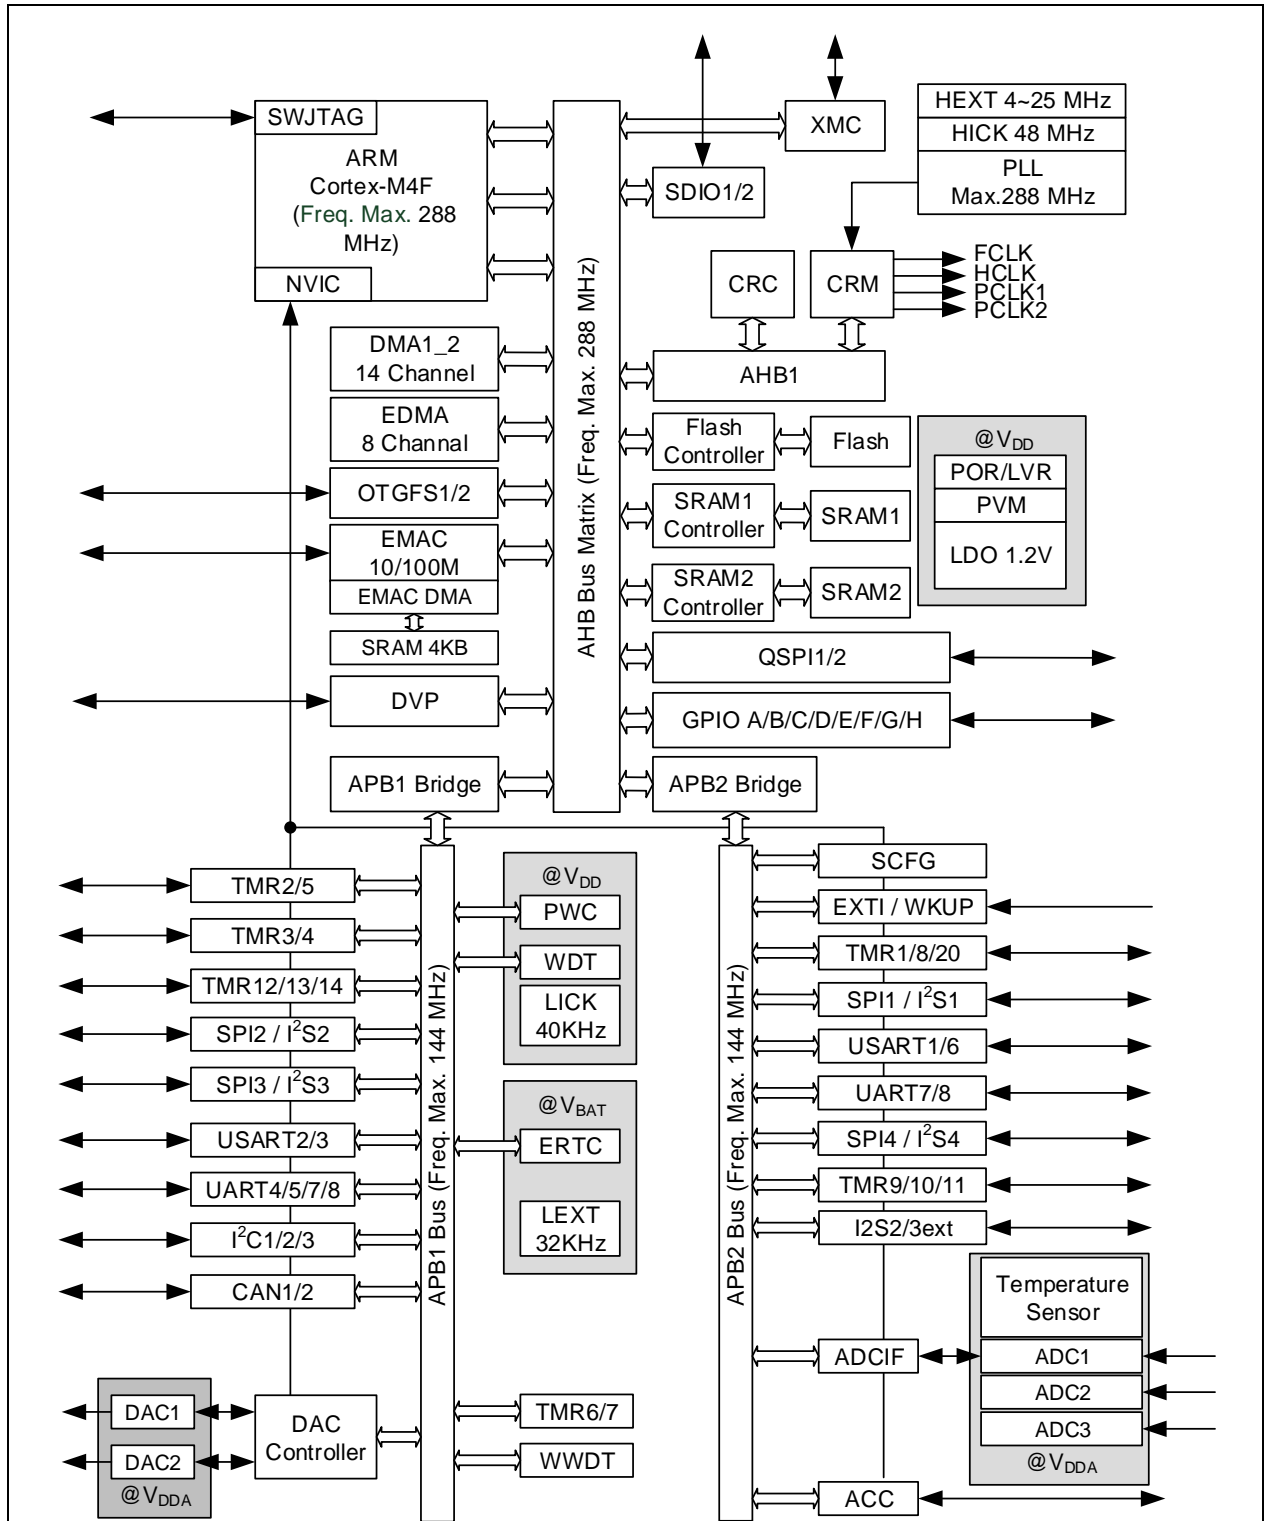 SWJTAG
ARM
Cortex-M4F
(Freq. Max. 288
MHz)
NVIC
DMA1_2
14 Channel
EDMA
8 Channal
OTGFS1/2
EMAC
10/100M
EMAC DMA
SRAM 4KB
DVP
APB1 Bridge
AHB Bus Matrix (Freq. Max. 288 MHz)
XMC
SDIO1/2
HEXT 4~25 MHz
HICK 48 MHz
PLL
Max.288 MHz
CRC
CRM
FCLK
HCLK
PCLK1
PCLK2
AHB1
Flash
Controller
Flash
SRAM1
Controller
SRAM1
SRAM2
Controller
SRAM2
@VDD
POR/LVR
PVM
LDO 1.2V
QSPI1/2
GPIO A/B/C/D/E/F/G/H
APB2 Bridge
TMR2/5
TMR3/4
TMR12/13/14
SPI2 / I²S2
SPI3 / I²S3
USART2/3
UART4/5/7/8
I²C1/2/3
CAN1/2
DAC1
DAC2
@VDDA
DAC
Controller
APB1 Bus (Freq. Max. 144 MHz)
@VDD
PWC
WDT
LICK
40KHz
@VBAT
ERTC
LEXT
32KHz
TMR6/7
WWDT
APB2 Bus (Freq. Max. 144 MHz)
SCFG
EXTI / WKUP
TMR1/8/20
SPI1 / I²S1
USART1/6
UART7/8
SPI4 / I²S4
TMR9/10/11
I2S2/3ext
ADCIF
Temperature
Sensor
ADC1
ADC2
ADC3
@VDDA
ACC